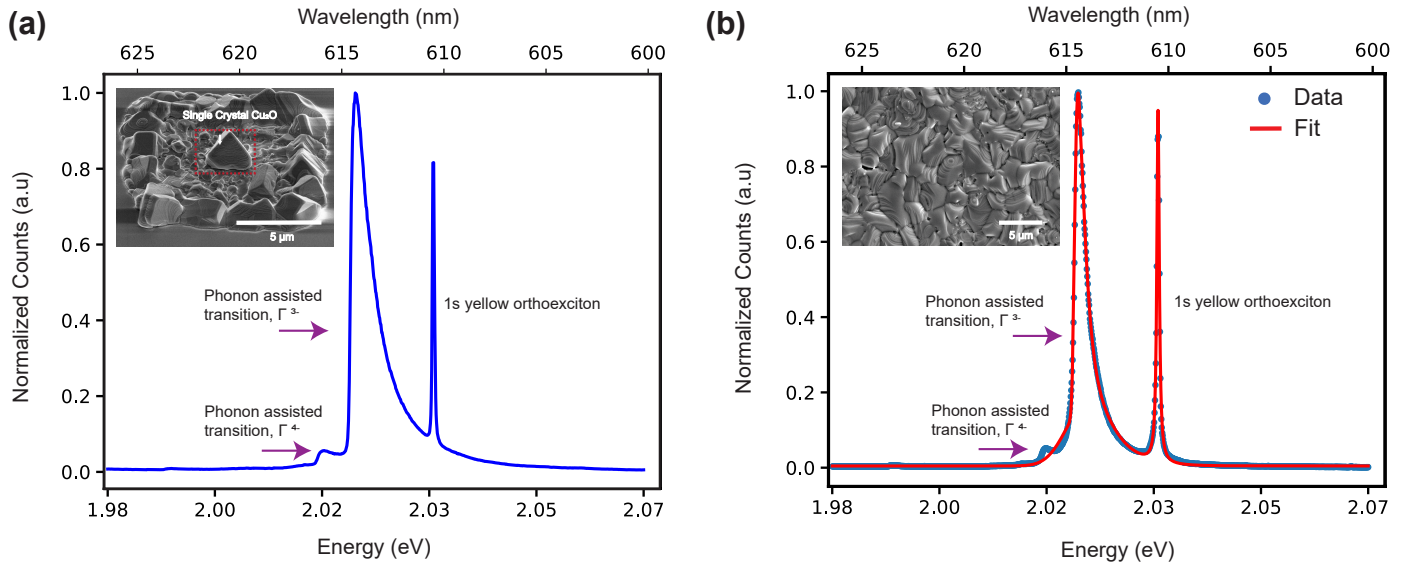 (a)
Wavelength (nm)
625 620 615 610 605 600
Normalized Counts (a.u)
1.0
0.8
0.6
0.4
0.2
0.0
Single Crystal Cu₂O
5 µm
Phonon assisted
transition, Γ ³⁻
1s yellow orthoexciton
Phonon assisted
transition, Γ ⁴⁻
1.98 2.00 2.02 2.03 2.05 2.07
Energy (eV)
(b)
Wavelength (nm)
625 620 615 610 605 600
Normalized Counts (a.u)
1.0
0.8
0.6
0.4
0.2
0.0
5 µm
Data
Fit
Phonon assisted
transition, Γ ³⁻
1s yellow orthoexciton
Phonon assisted
transition, Γ ⁴⁻
1.98 2.00 2.02 2.03 2.05 2.07
Energy (eV)